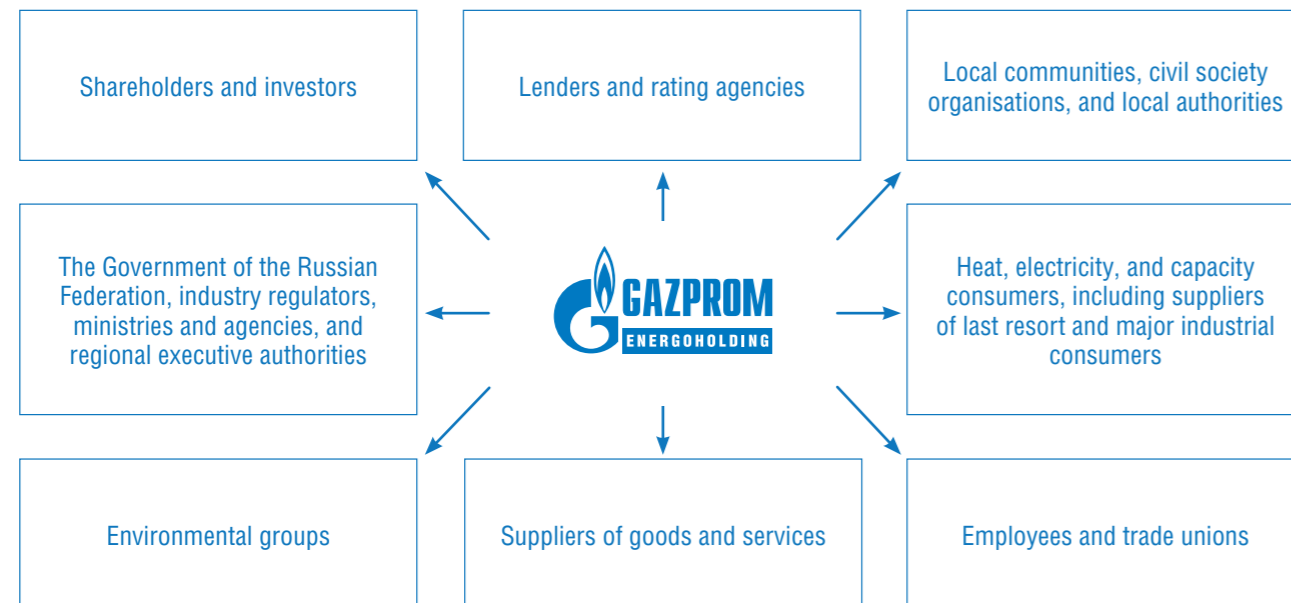 Shareholders and investors
Lenders and rating agencies
Local communities, civil society
organisations, and local authorities
The Government of the Russian
Federation, industry regulators,
ministries and agencies, and
regional executive authorities
GAZPROM
ENERGOHOLDING
Heat, electricity, and capacity
consumers, including suppliers
of last resort and major industrial
consumers
Environmental groups
Suppliers of goods and services
Employees and trade unions